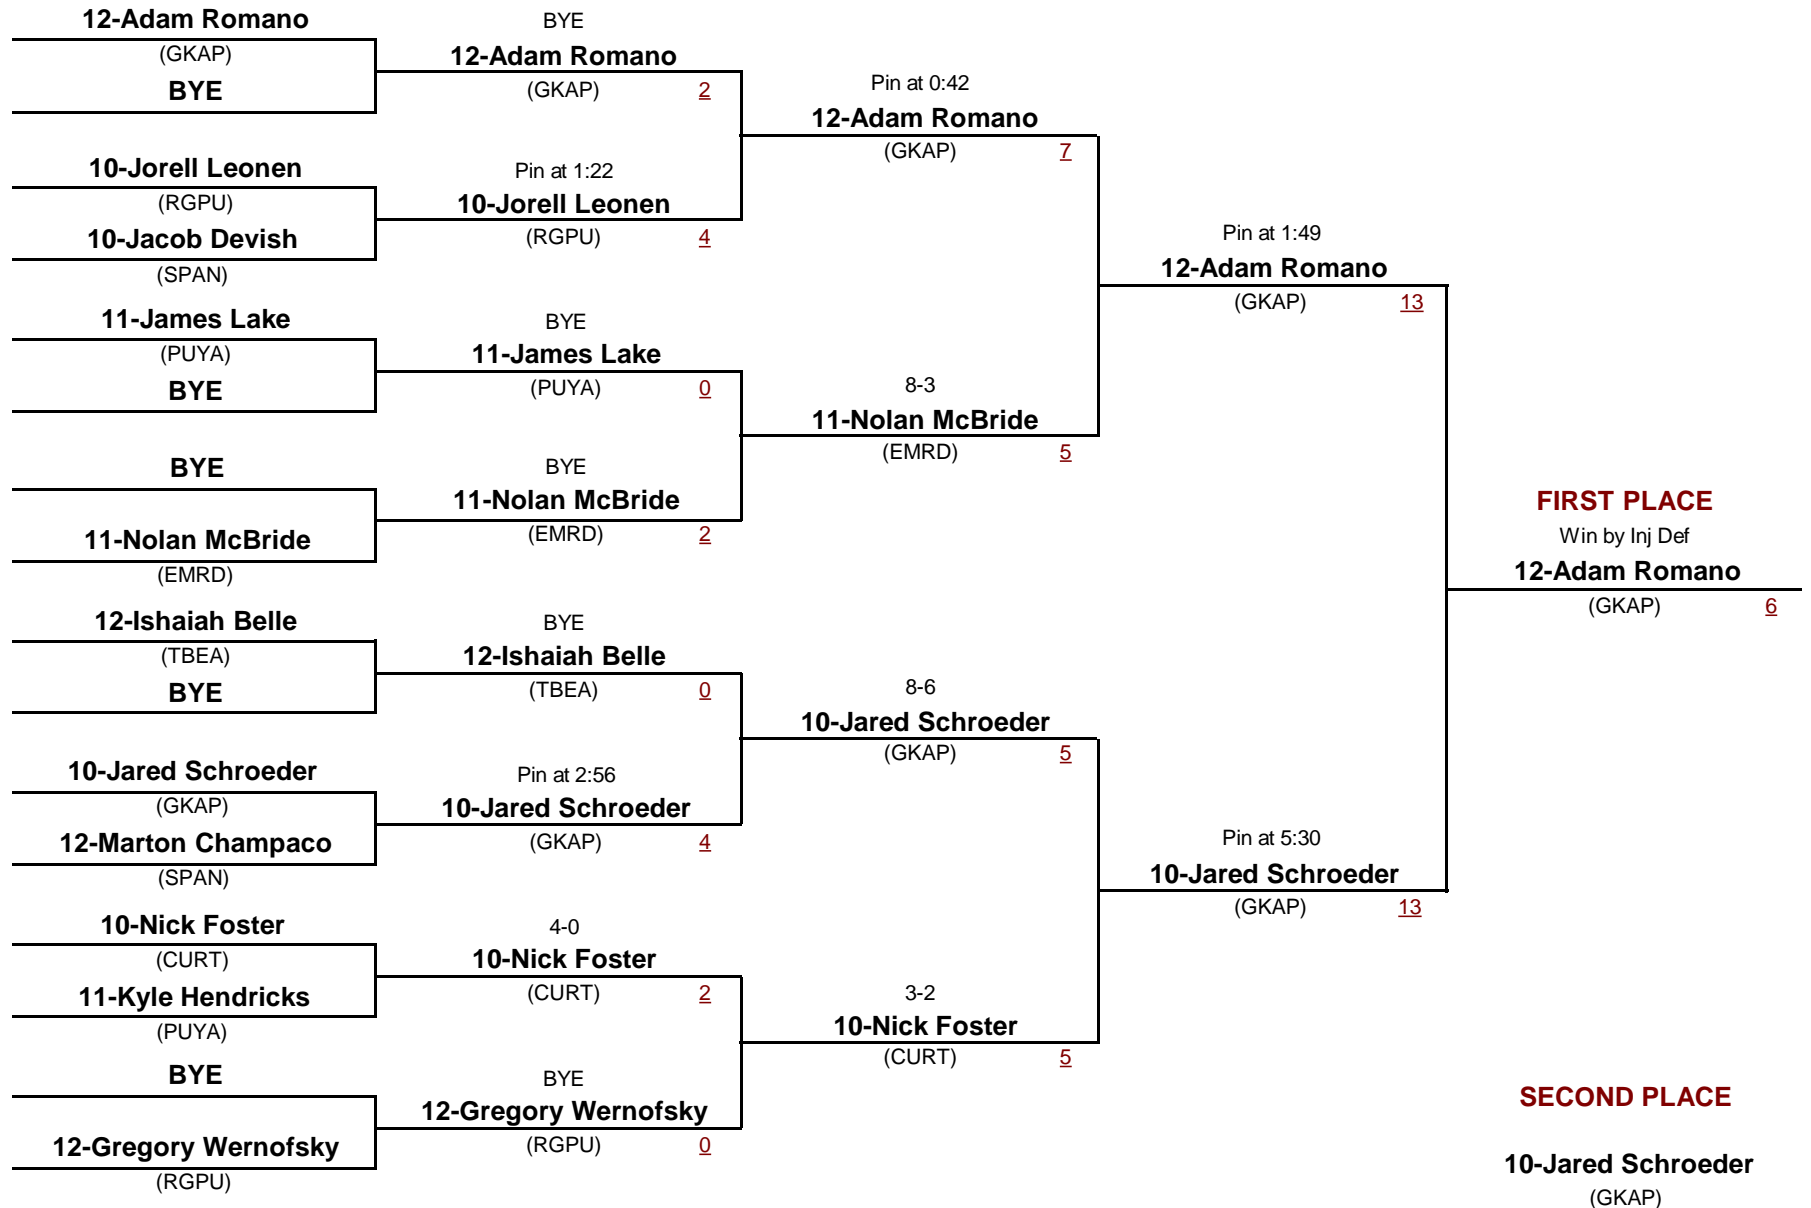 12-Adam Romano
(GKAP)
BYE
10-Jorell Leonen
(RGPU)
10-Jacob Devish
(SPAN)
11-James Lake
(PUYA)
BYE
BYE
11-Nolan McBride
(EMRD)
12-Ishaiah Belle
(TBEA)
BYE
10-Jared Schroeder
(GKAP)
12-Marton Champaco
(SPAN)
10-Nick Foster
(CURT)
11-Kyle Hendricks
(PUYA)
BYE
12-Gregory Wernofsky
(RGPU)
BYE
12-Adam Romano
(GKAP) 2
Pin at 1:22
10-Jorell Leonen
(RGPU) 4
BYE
11-James Lake
(PUYA) 0
BYE
11-Nolan McBride
(EMRD) 2
BYE
12-Ishaiah Belle
(TBEA) 0
Pin at 2:56
10-Jared Schroeder
(GKAP) 4
4-0
10-Nick Foster
(CURT) 2
BYE
12-Gregory Wernofsky
(RGPU) 0
Pin at 0:42
12-Adam Romano
(GKAP) 7
8-3
11-Nolan McBride
(EMRD) 5
8-6
10-Jared Schroeder
(GKAP) 5
3-2
10-Nick Foster
(CURT) 5
Pin at 1:49
12-Adam Romano
(GKAP) 13
Pin at 5:30
10-Jared Schroeder
(GKAP) 13
FIRST PLACE
Win by Inj Def
12-Adam Romano
(GKAP) 6
SECOND PLACE
10-Jared Schroeder
(GKAP)